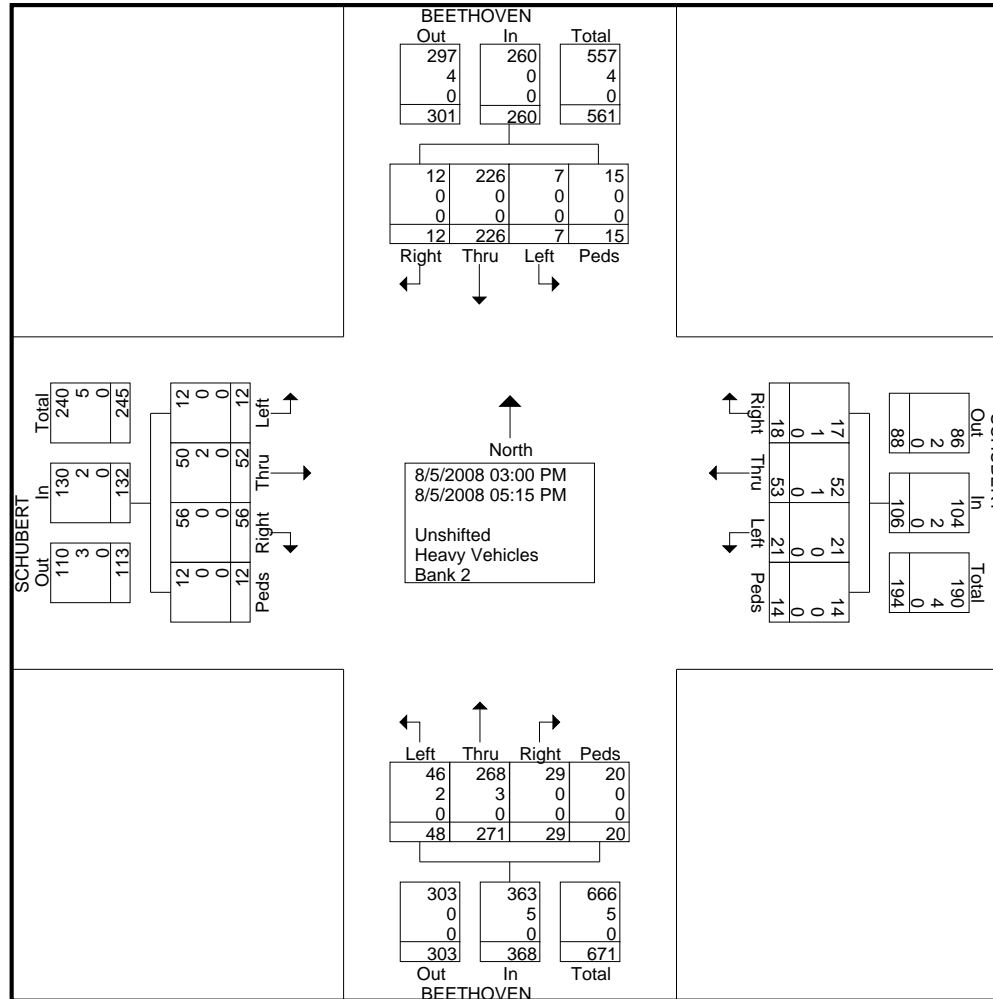 BEETHOVEN
Out In Total
297 260 557
4 0 4
0 0 0
301 260 561
12 226 7 15
0 0 0 0
0 0 0 0
12 226 7 15
Right Thru Left Peds
SCHUBERT
Total
240
5
0
245
In
130
2
0
132
Out
110
3
0
113
12
0
0
12
Left
50
2
0
52
Thru
56
0
0
56
Right
12
0
0
12
Peds
North
8/5/2008 03:00 PM
8/5/2008 05:15 PM
Unshifted
Heavy Vehicles
Bank 2
Right
17
1
0
18
Thru
52
1
0
53
Left
21
0
0
21
Peds
14
0
0
14
Out
86
2
0
88
In
104
2
0
106
Total
190
4
0
194
Left Thru Right Peds
46 268 29 20
2 3 0 0
0 0 0 0
48 271 29 20
303 363 666
0 5 5
0 0 0
303 368 671
Out In Total
BEETHOVEN